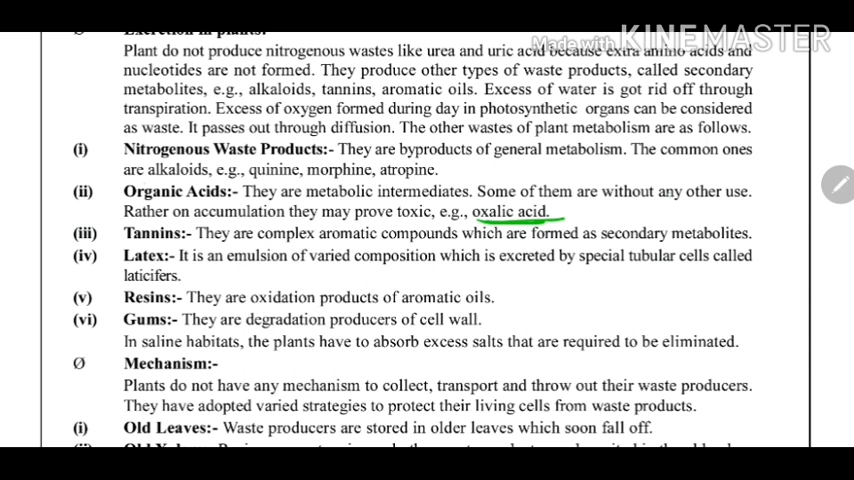 Excretion in plants:
Made with KINEMASTER
Plant do not produce nitrogenous wastes like urea and uric acid because extra amino acids and
nucleotides are not formed. They produce other types of waste products, called secondary
metabolites, e.g., alkaloids, tannins, aromatic oils. Excess of water is got rid off through
transpiration. Excess of oxygen formed during day in photosynthetic organs can be considered
as waste. It passes out through diffusion. The other wastes of plant metabolism are as follows.
(i) Nitrogenous Waste Products:- They are byproducts of general metabolism. The common ones
are alkaloids, e.g., quinine, morphine, atropine.
(ii) Organic Acids:- They are metabolic intermediates. Some of them are without any other use.
Rather on accumulation they may prove toxic, e.g., oxalic acid.
(iii) Tannins:- They are complex aromatic compounds which are formed as secondary metabolites.
(iv) Latex:- It is an emulsion of varied composition which is excreted by special tubular cells called
laticifers.
(v) Resins:- They are oxidation products of aromatic oils.
(vi) Gums:- They are degradation producers of cell wall.
In saline habitats, the plants have to absorb excess salts that are required to be eliminated.
Ø Mechanism:-
Plants do not have any mechanism to collect, transport and throw out their waste producers.
They have adopted varied strategies to protect their living cells from waste products.
(i) Old Leaves:- Waste producers are stored in older leaves which soon fall off.